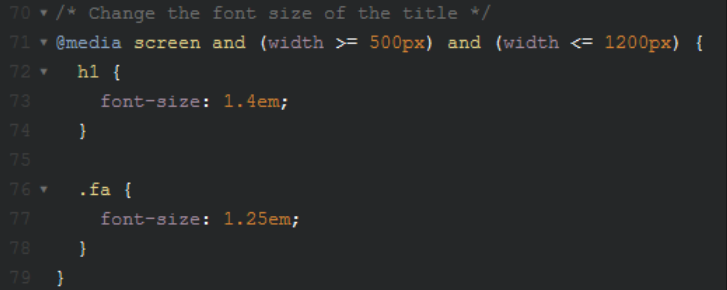 70 /* Change the font size of the title */
71 @media screen and (width >= 500px) and (width <= 1200px) {
72 h1 {
73 font-size: 1.4em;
74 }
75
76 .fa {
77 font-size: 1.25em;
78 }
79 }